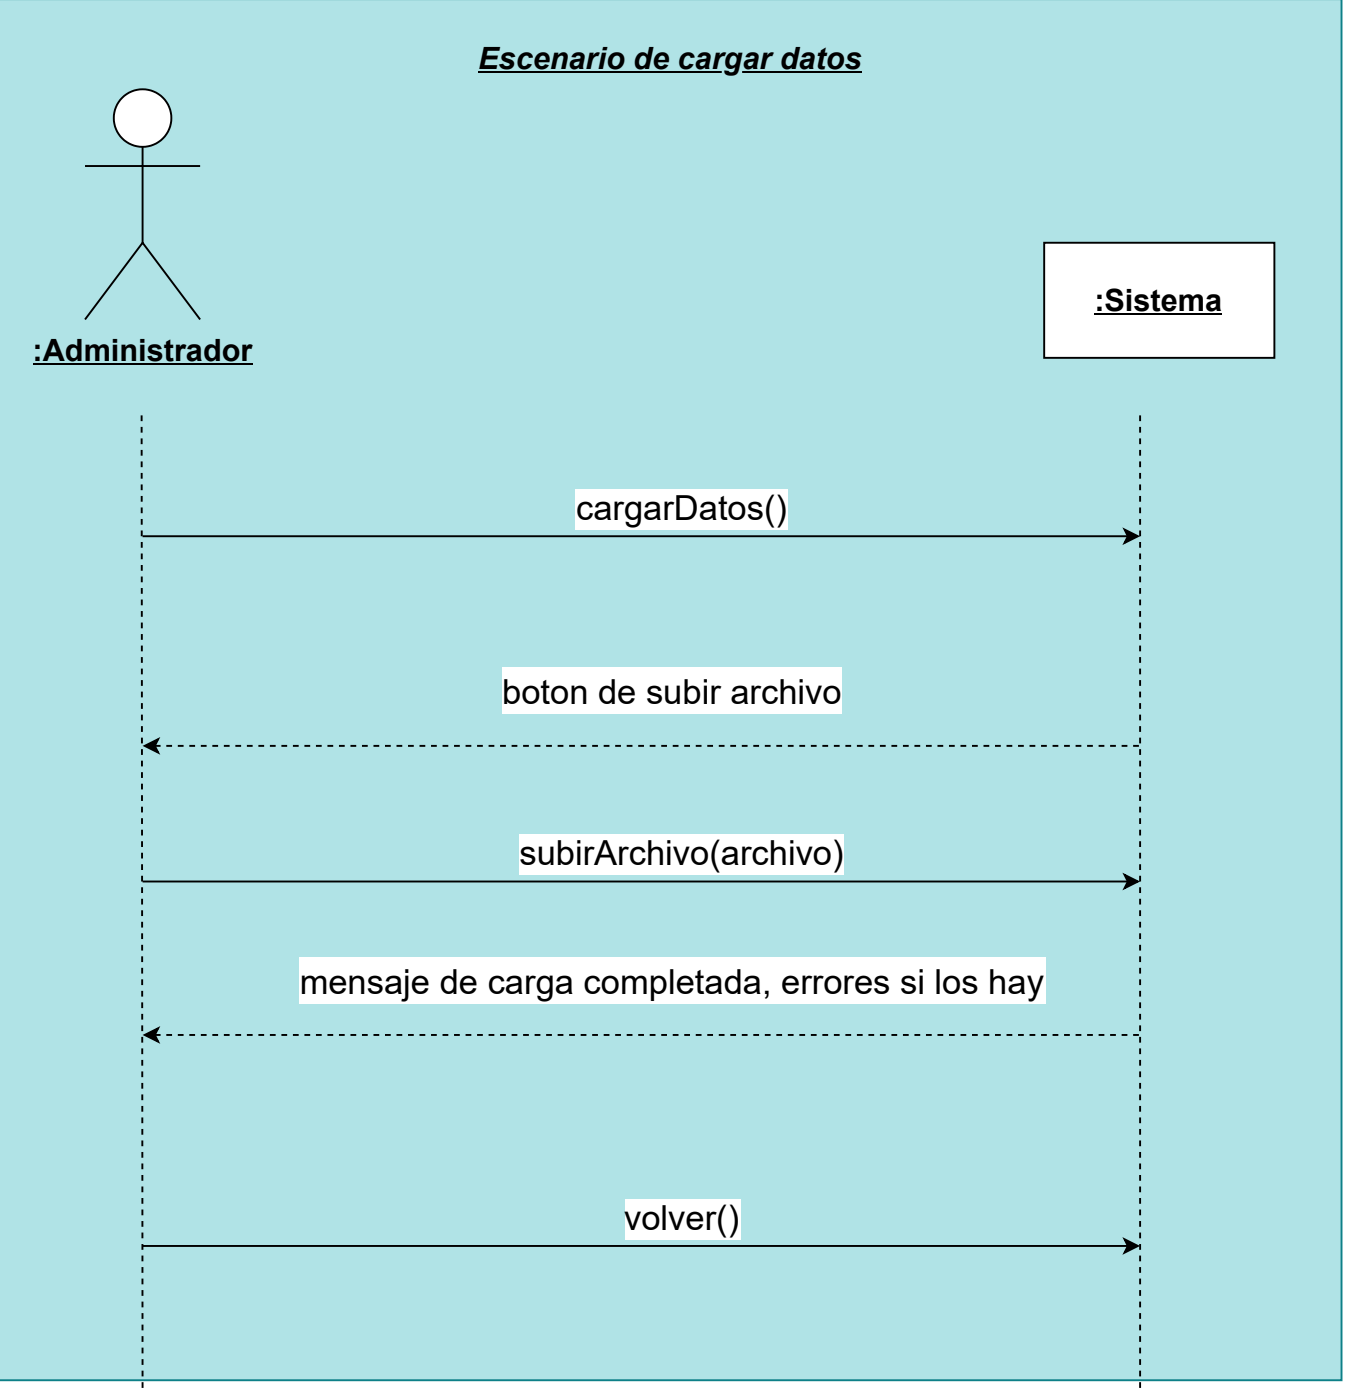 Escenario de cargar datos
:Sistema
:Administrador
cargarDatos()
boton de subir archivo
subirArchivo(archivo)
mensaje de carga completada, errores si los hay
volver()